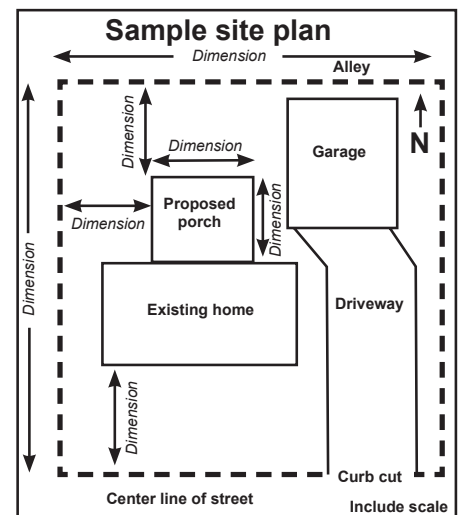 Sample site plan
Dimension
Alley
N
Garage
Dimension
Dimension
Proposed
porch
Dimension
Dimension
Dimension
Existing home
Driveway
Dimension
Curb cut
Center line of street
Include scale